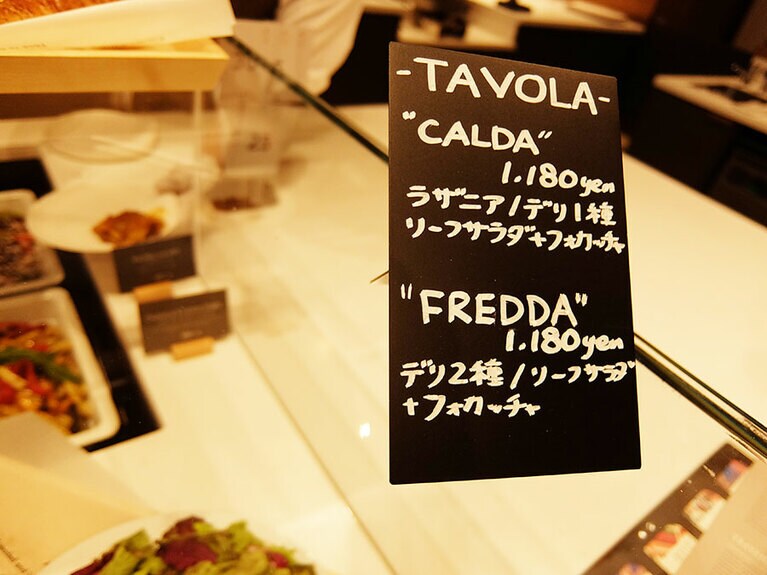 -TAVOLA-
"CALDA"
1.180yen
ラザニア/デリ1種
リーフサラダ+フォカッチャ
"FREDDA"
1.180yen
デリ2種/リーフサラダ
+フォカッチャ